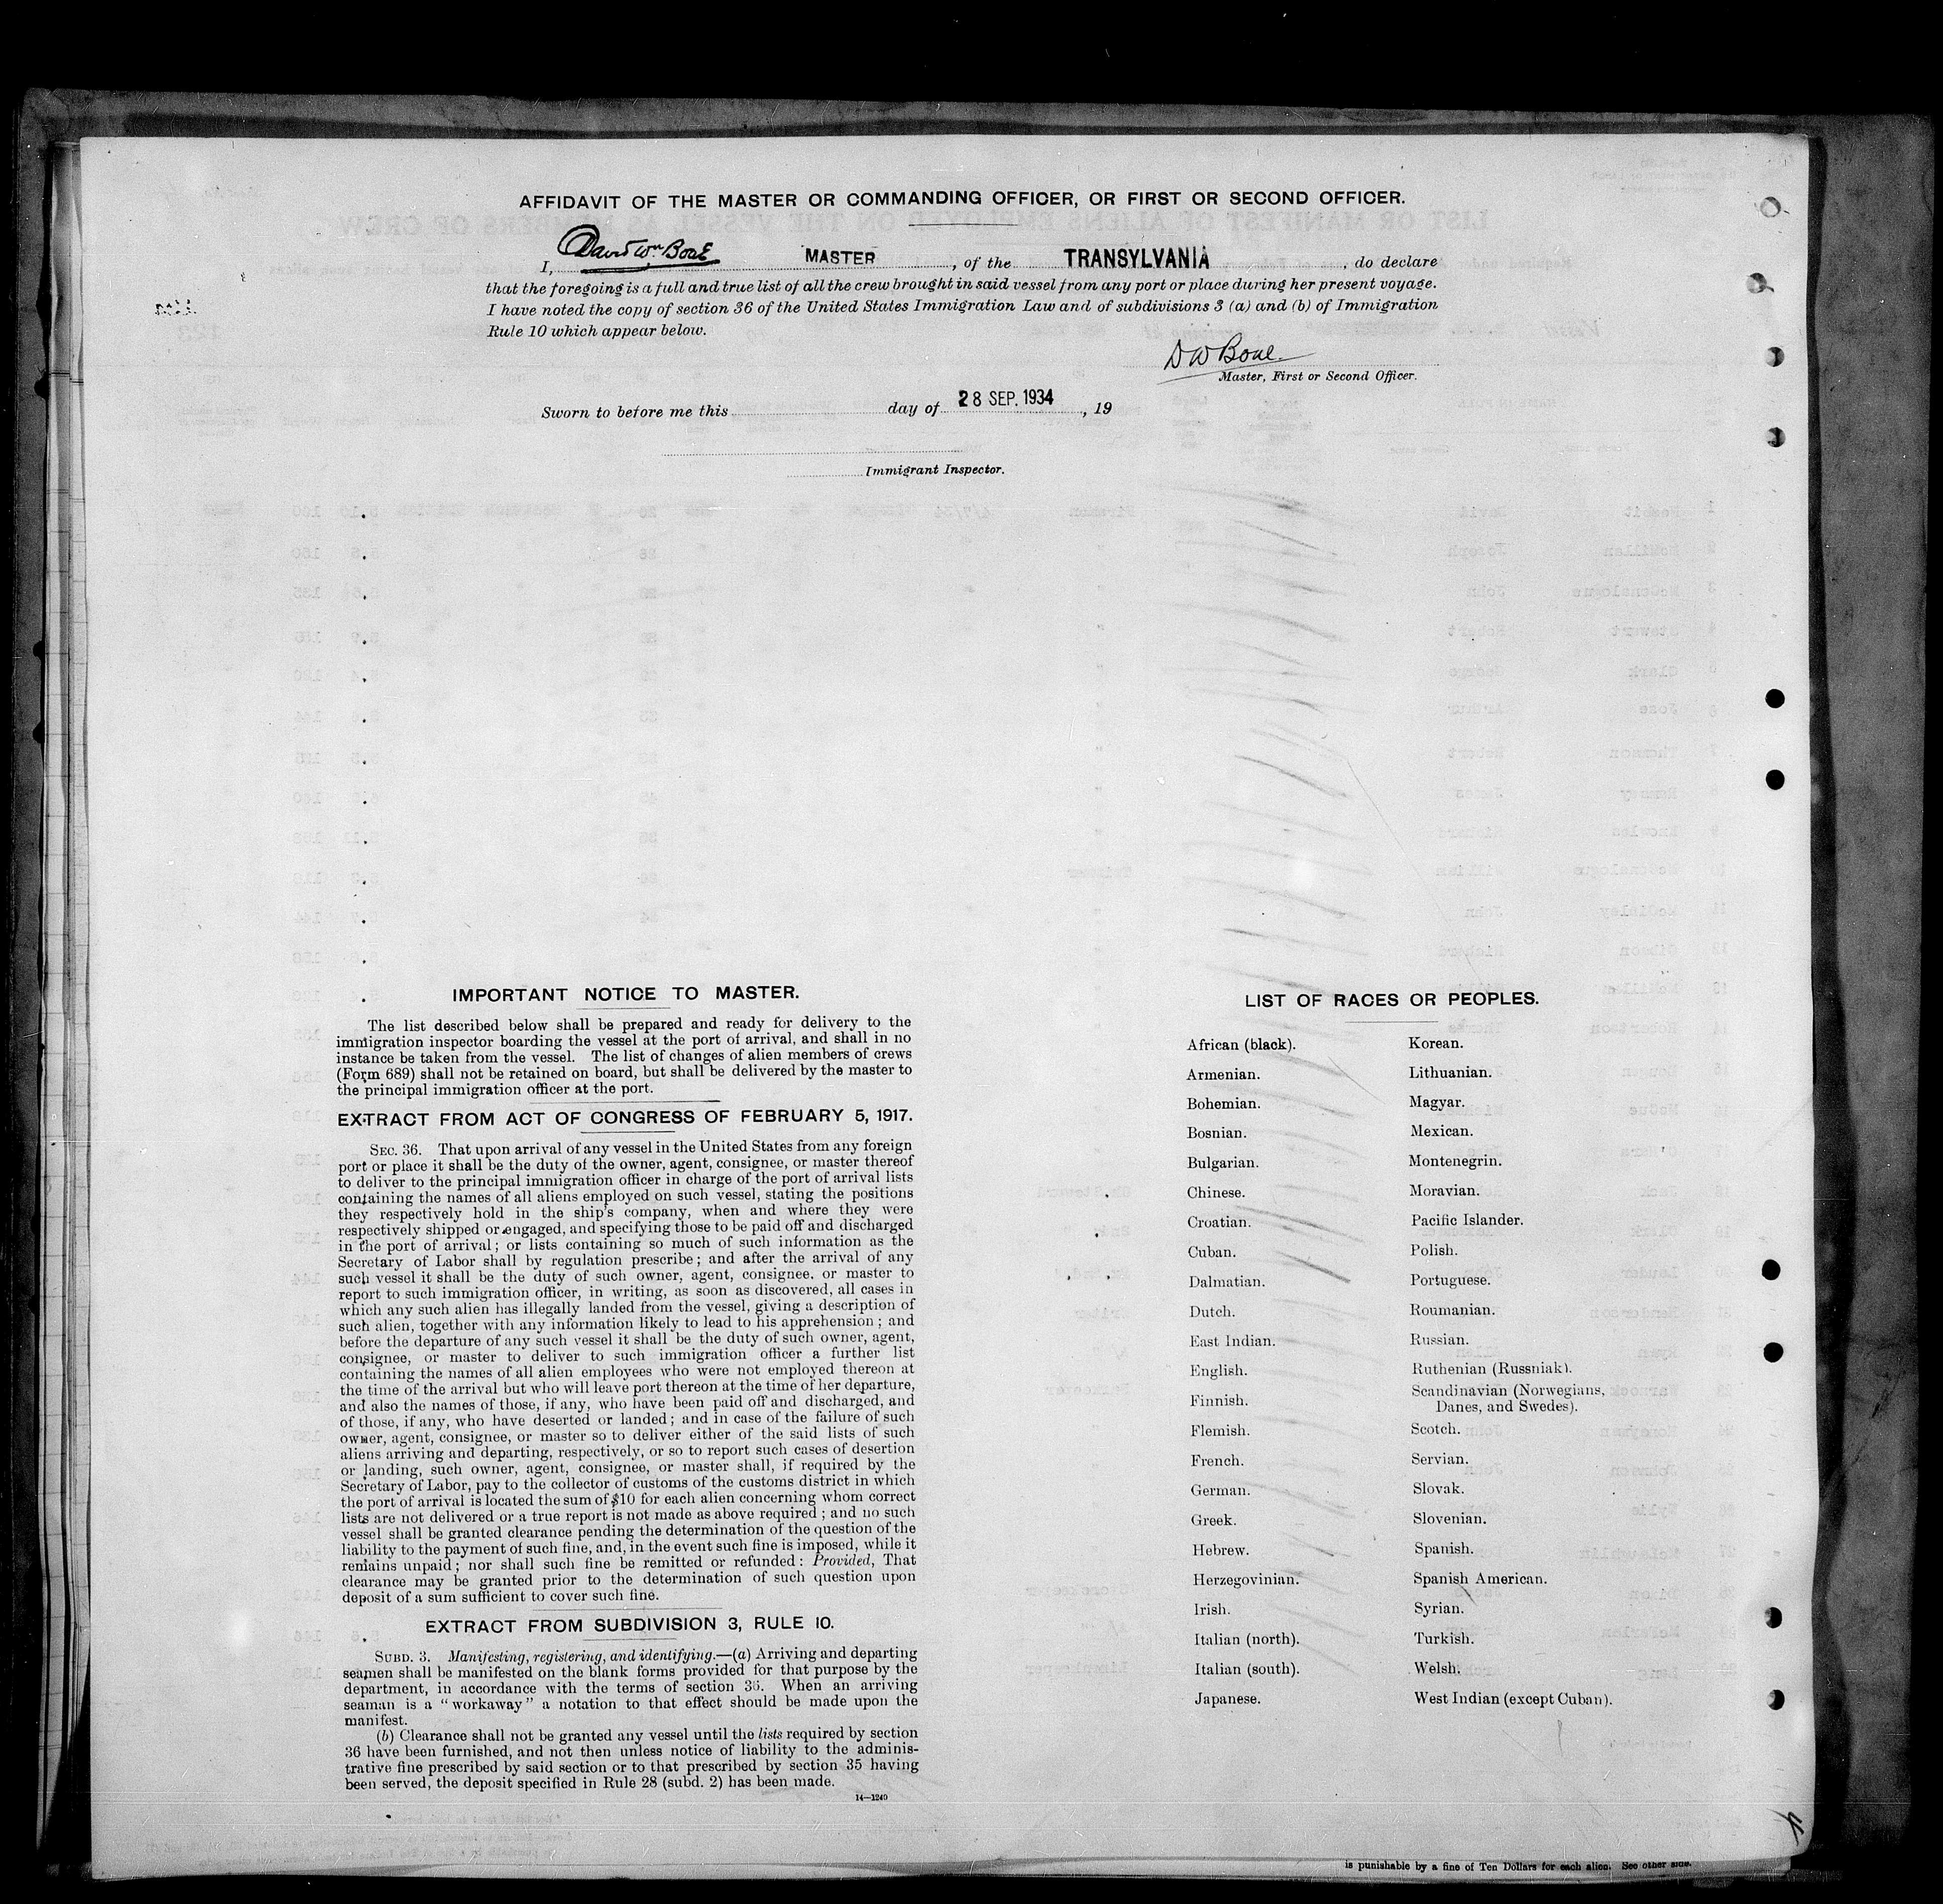 AFFIDAVIT OF THE MASTER OR COMMANDING OFFICER, OR FIRST OR SECOND OFFICER.
I, David Wm Bone MASTER, of the TRANSYLVANIA, do declare
that the foregoing is a full and true list of all the crew brought in said vessel from any port or place during her present voyage.
I have noted the copy of section 36 of the United States Immigration Law and of subdivisions 3 (a) and (b) of Immigration
Rule 10 which appear below.
D W Bone
Master, First or Second Officer.
Sworn to before me this day of 28 SEP. 1934, 19
Immigrant Inspector.
IMPORTANT NOTICE TO MASTER.
The list described below shall be prepared and ready for delivery to the
immigration inspector boarding the vessel at the port of arrival, and shall in no
instance be taken from the vessel. The list of changes of alien members of crews
(Form 689) shall not be retained on board, but shall be delivered by the master to
the principal immigration officer at the port.
EXTRACT FROM ACT OF CONGRESS OF FEBRUARY 5, 1917.
SEC. 36. That upon arrival of any vessel in the United States from any foreign
port or place it shall be the duty of the owner, agent, consignee, or master thereof
to deliver to the principal immigration officer in charge of the port of arrival lists
containing the names of all aliens employed on such vessel, stating the positions
they respectively hold in the ship's company, when and where they were
respectively shipped or engaged, and specifying those to be paid off and discharged
in the port of arrival; or lists containing so much of such information as the
Secretary of Labor shall by regulation prescribe; and after the arrival of any
such vessel it shall be the duty of such owner, agent, consignee. or master to
report to such immigration officer, in writing, as soon as discovered, all cases in
which any such alien has illegally landed from the vessel, giving a description of
such alien, together with any information likely to lead to his apprehension; and
before the departure of any such vessel it shall be the duty of such owner, agent,
consignee, or master to deliver to such immigration officer a further list
containing the names of all alien employees who were not employed thereon at
the time of the arrival but who will leave port thereon at the time of her departure,
and also the names of those, if any, who have been paid off and discharged, and
of those, if any, who have deserted or landed; and in case of the failure of such
owner, agent, consignee, or master so to deliver either of the said lists of such
aliens arriving and departing, respectively, or so to report such cases of desertion
or landing, such owner, agent, consignee, or master shall, if required by the
Secretary of Labor, pay to the collector of customs of the customs district in which
the port of arrival is located the sum of $10 for each alien concerning whom correct
lists are not delivered or a true report is not made as above required; and no such
vessel shall be granted clearance pending the determination of the question of the
liability to the payment of such fine, and, in the event such fine is imposed, while it
remains unpaid; nor shall such fine be remitted or refunded: Provided, That
clearance may be granted prior to the determination of such question upon
deposit of a sum sufficient to cover such fine.
EXTRACT FROM SUBDIVISION 3, RULE 10.
SUBD. 3. Manifesting, registering, and identifying.—(a) Arriving and departing
seamen shall be manifested on the blank forms provided for that purpose by the
department, in accordance with the terms of section 36. When an arriving
seaman is a "workaway" a notation to that effect should be made upon the
manifest.
(b) Clearance shall not be granted any vessel until the lists required by section
36 have been furnished, and not then unless notice of liability to the adminis-
trative fine prescribed by said section or to that prescribed by section 35 having
been served, the deposit specified in Rule 28 (subd. 2) has been made.
14—1240
LIST OF RACES OR PEOPLES.
African (black).
Armenian.
Bohemian.
Bosnian.
Bulgarian.
Chinese.
Croatian.
Cuban.
Dalmatian.
Dutch.
East Indian.
English.
Finnish.
Flemish.
French.
German.
Greek.
Hebrew.
Herzegovinian.
Irish.
Italian (north).
Italian (south).
Japanese.
Korean.
Lithuanian.
Magyar.
Mexican.
Montenegrin.
Moravian.
Pacific Islander.
Polish.
Portuguese.
Roumanian.
Russian.
Ruthenian (Russniak).
Scandinavian (Norwegians,
Danes, and Swedes).
Scotch.
Servian.
Slovak.
Slovenian.
Spanish.
Spanish American.
Syrian.
Turkish.
Welsh.
West Indian (except Cuban).
is punishable by a fine of Ten Dollars for each alien. See other side.